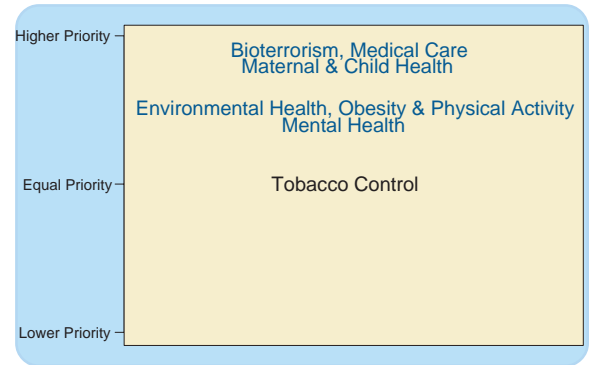 Higher Priority
Bioterrorism, Medical Care
Maternal & Child Health
Environmental Health, Obesity & Physical Activity
Mental Health
Equal Priority
Tobacco Control
Lower Priority